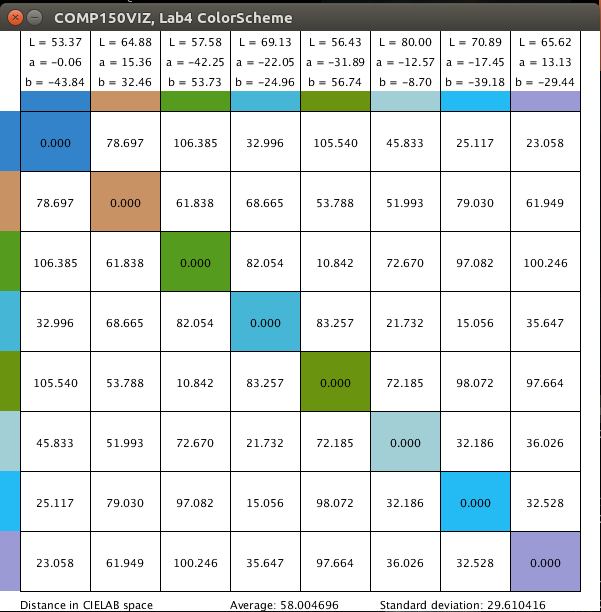 COMP150VIZ, Lab4 ColorScheme
L = 53.37 L = 64.88 L = 57.58 L = 69.13 L = 56.43 L = 80.00 L = 70.89 L = 65.62
a = -0.06 a = 15.36 a = -42.25 a = -22.05 a = -31.89 a = -12.57 a = -17.45 a = 13.13
b = -43.84 b = 32.46 b = 53.73 b = -24.96 b = 56.74 b = -8.70 b = -39.18 b = -29.44
0.000 78.697 106.385 32.996 105.540 45.833 25.117 23.058
78.697 0.000 61.838 68.665 53.788 51.993 79.030 61.949
106.385 61.838 0.000 82.054 10.842 72.670 97.082 100.246
32.996 68.665 82.054 0.000 83.257 21.732 15.056 35.647
105.540 53.788 10.842 83.257 0.000 72.185 98.072 97.664
45.833 51.993 72.670 21.732 72.185 0.000 32.186 36.026
25.117 79.030 97.082 15.056 98.072 32.186 0.000 32.528
23.058 61.949 100.246 35.647 97.664 36.026 32.528 0.000
Distance in CIELAB space Average: 58.004696 Standard deviation: 29.610416